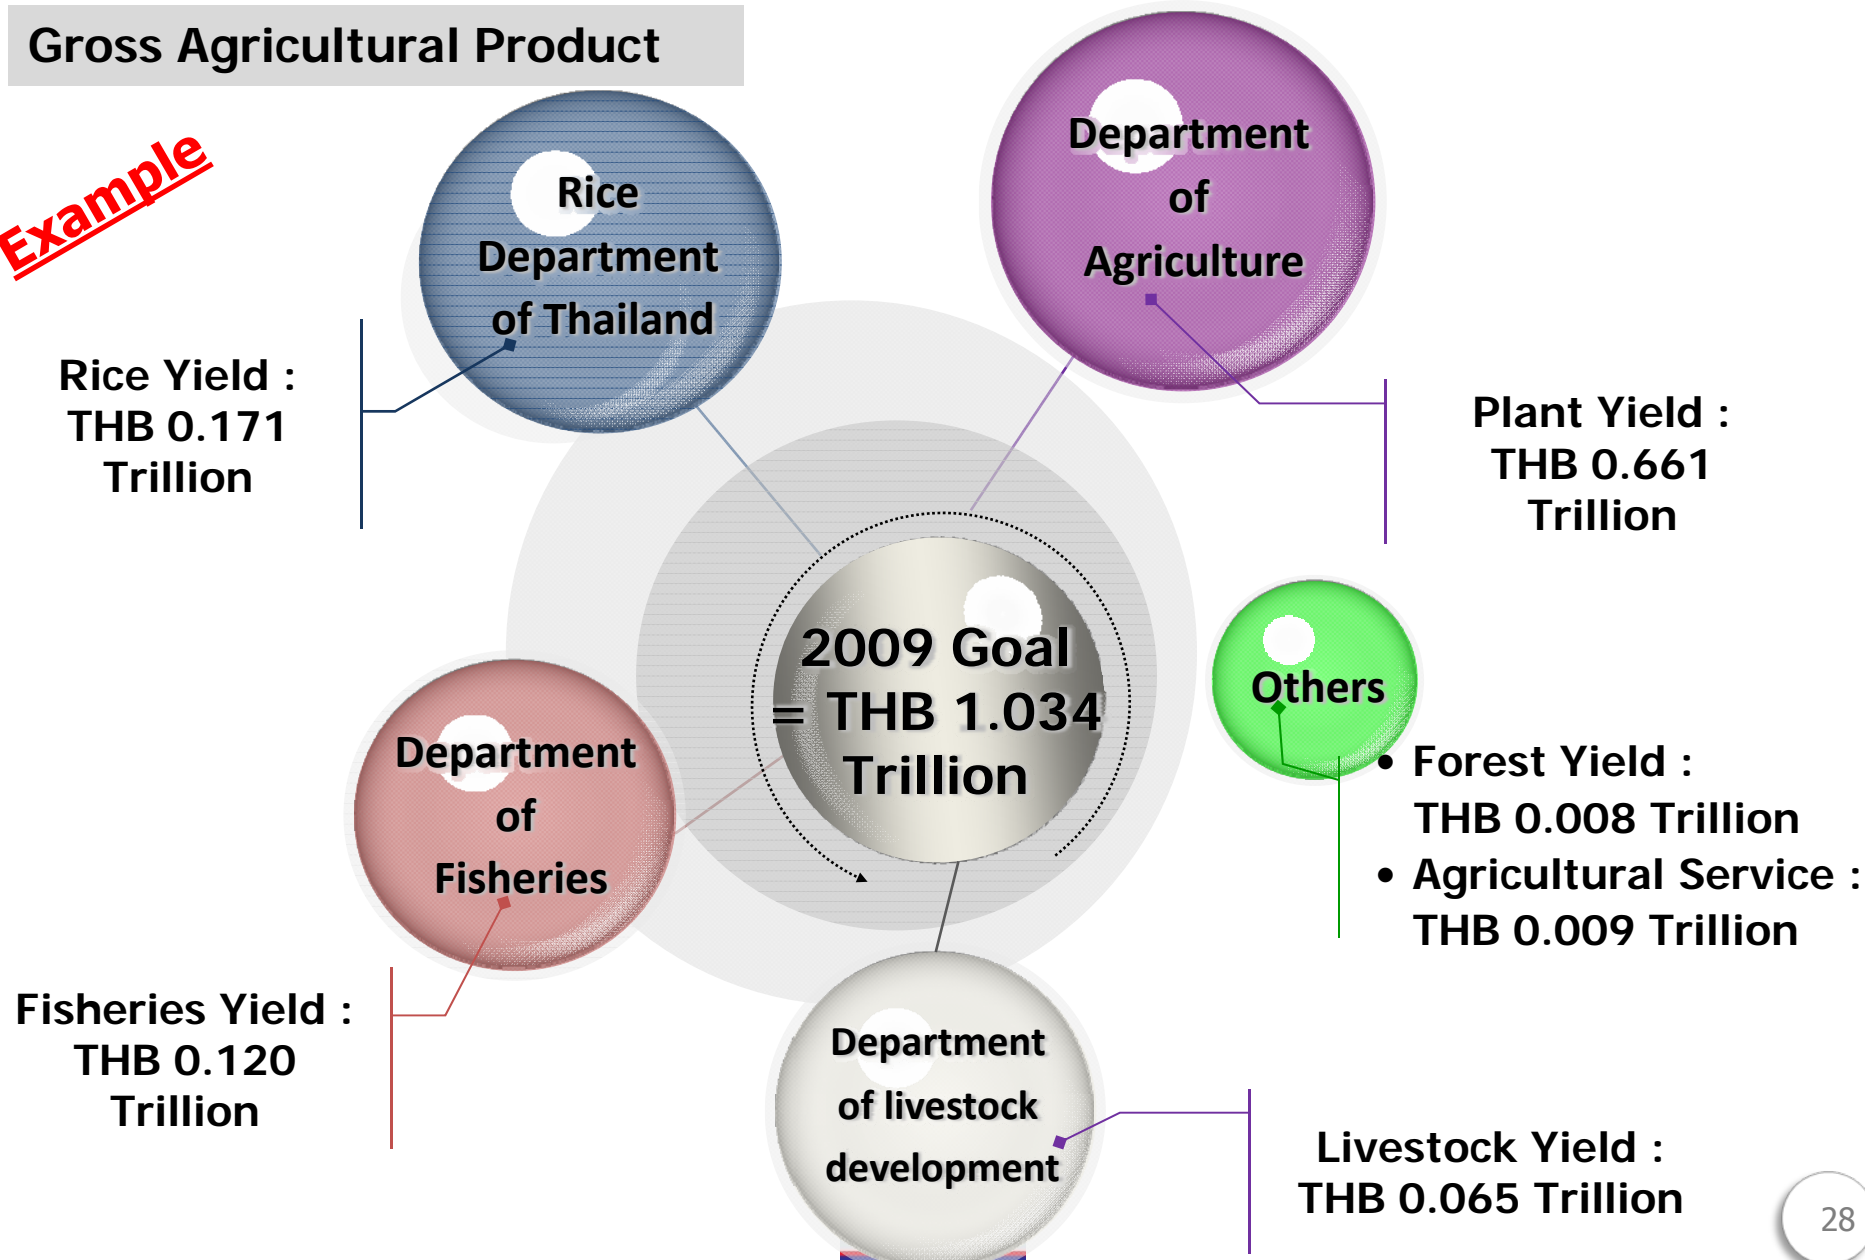 Gross Agricultural Product
Example
Rice
Department
of Thailand
Rice Yield :
THB 0.171
Trillion
Department
of
Agriculture
Plant Yield :
THB 0.661
Trillion
2009 Goal
= THB 1.034
Trillion
Others
• Forest Yield :
THB 0.008 Trillion
• Agricultural Service :
THB 0.009 Trillion
Department
of
Fisheries
Fisheries Yield :
THB 0.120
Trillion
Department
of livestock
development
Livestock Yield :
THB 0.065 Trillion
28